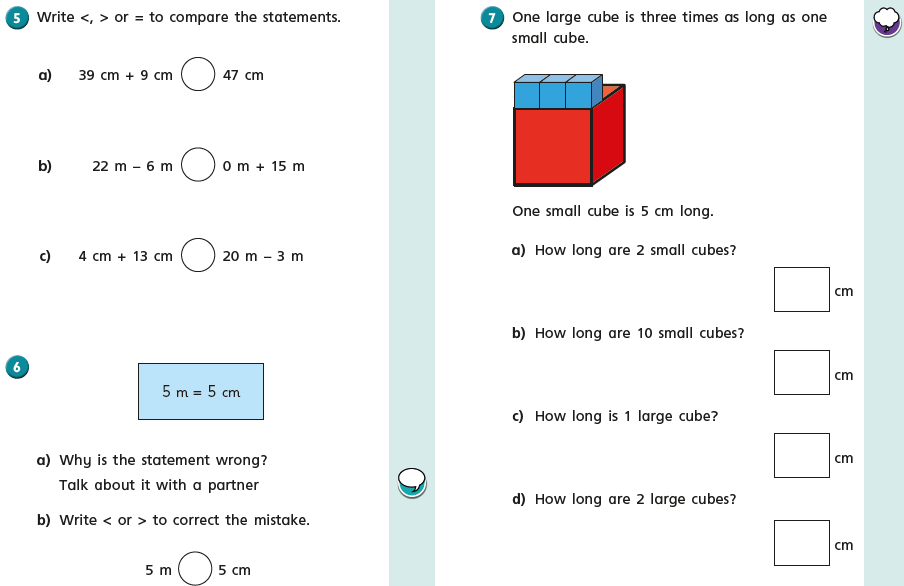 5 Write <, > or = to compare the statements.
a) 39 cm + 9 cm 47 cm
b) 22 m – 6 m 0 m + 15 m
c) 4 cm + 13 cm 20 m – 3 m
6
5 m = 5 cm
a) Why is the statement wrong?
Talk about it with a partner
b) Write < or > to correct the mistake.
5 m 5 cm
7 One large cube is three times as long as one
small cube.
One small cube is 5 cm long.
a) How long are 2 small cubes?
cm
b) How long are 10 small cubes?
cm
c) How long is 1 large cube?
cm
d) How long are 2 large cubes?
cm